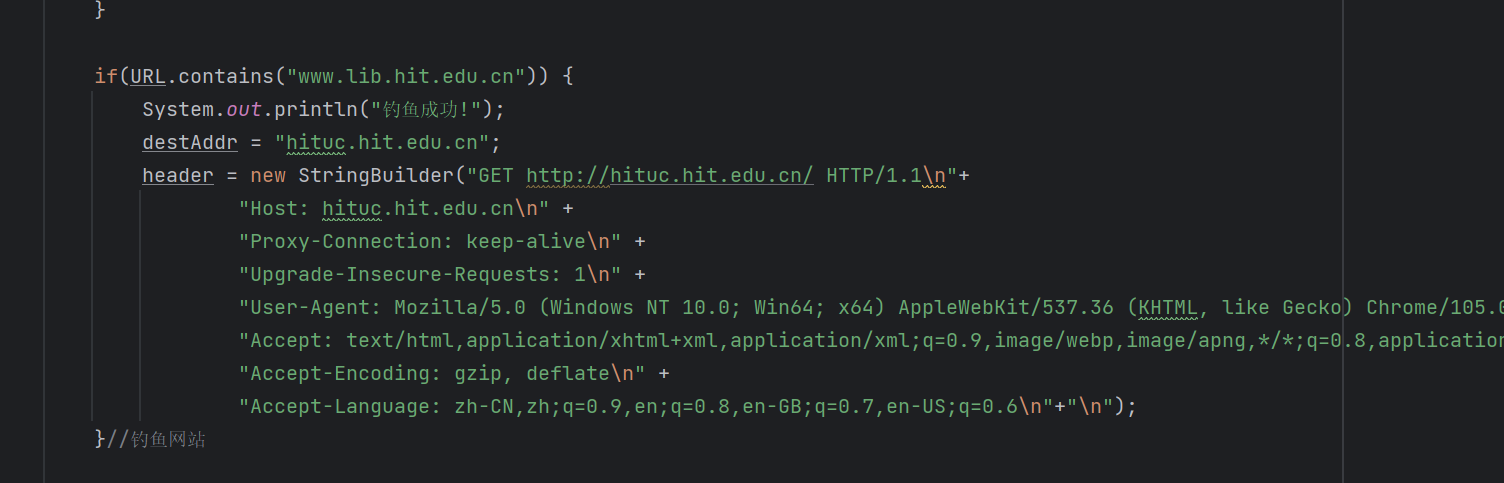 }
if(URL.contains("www.lib.hit.edu.cn")) {
System.out.println("钓鱼成功!");
destAddr = "hituc.hit.edu.cn";
header = new StringBuilder("GET http://hituc.hit.edu.cn/ HTTP/1.1\n"+
"Host: hituc.hit.edu.cn\n" +
"Proxy-Connection: keep-alive\n" +
"Upgrade-Insecure-Requests: 1\n" +
"User-Agent: Mozilla/5.0 (Windows NT 10.0; Win64; x64) AppleWebKit/537.36 (KHTML, like Gecko) Chrome/105.0
"Accept: text/html,application/xhtml+xml,application/xml;q=0.9,image/webp,image/apng,*/*;q=0.8,application
"Accept-Encoding: gzip, deflate\n" +
"Accept-Language: zh-CN,zh;q=0.9,en;q=0.8,en-GB;q=0.7,en-US;q=0.6\n"+"\n");
}//钓鱼网站